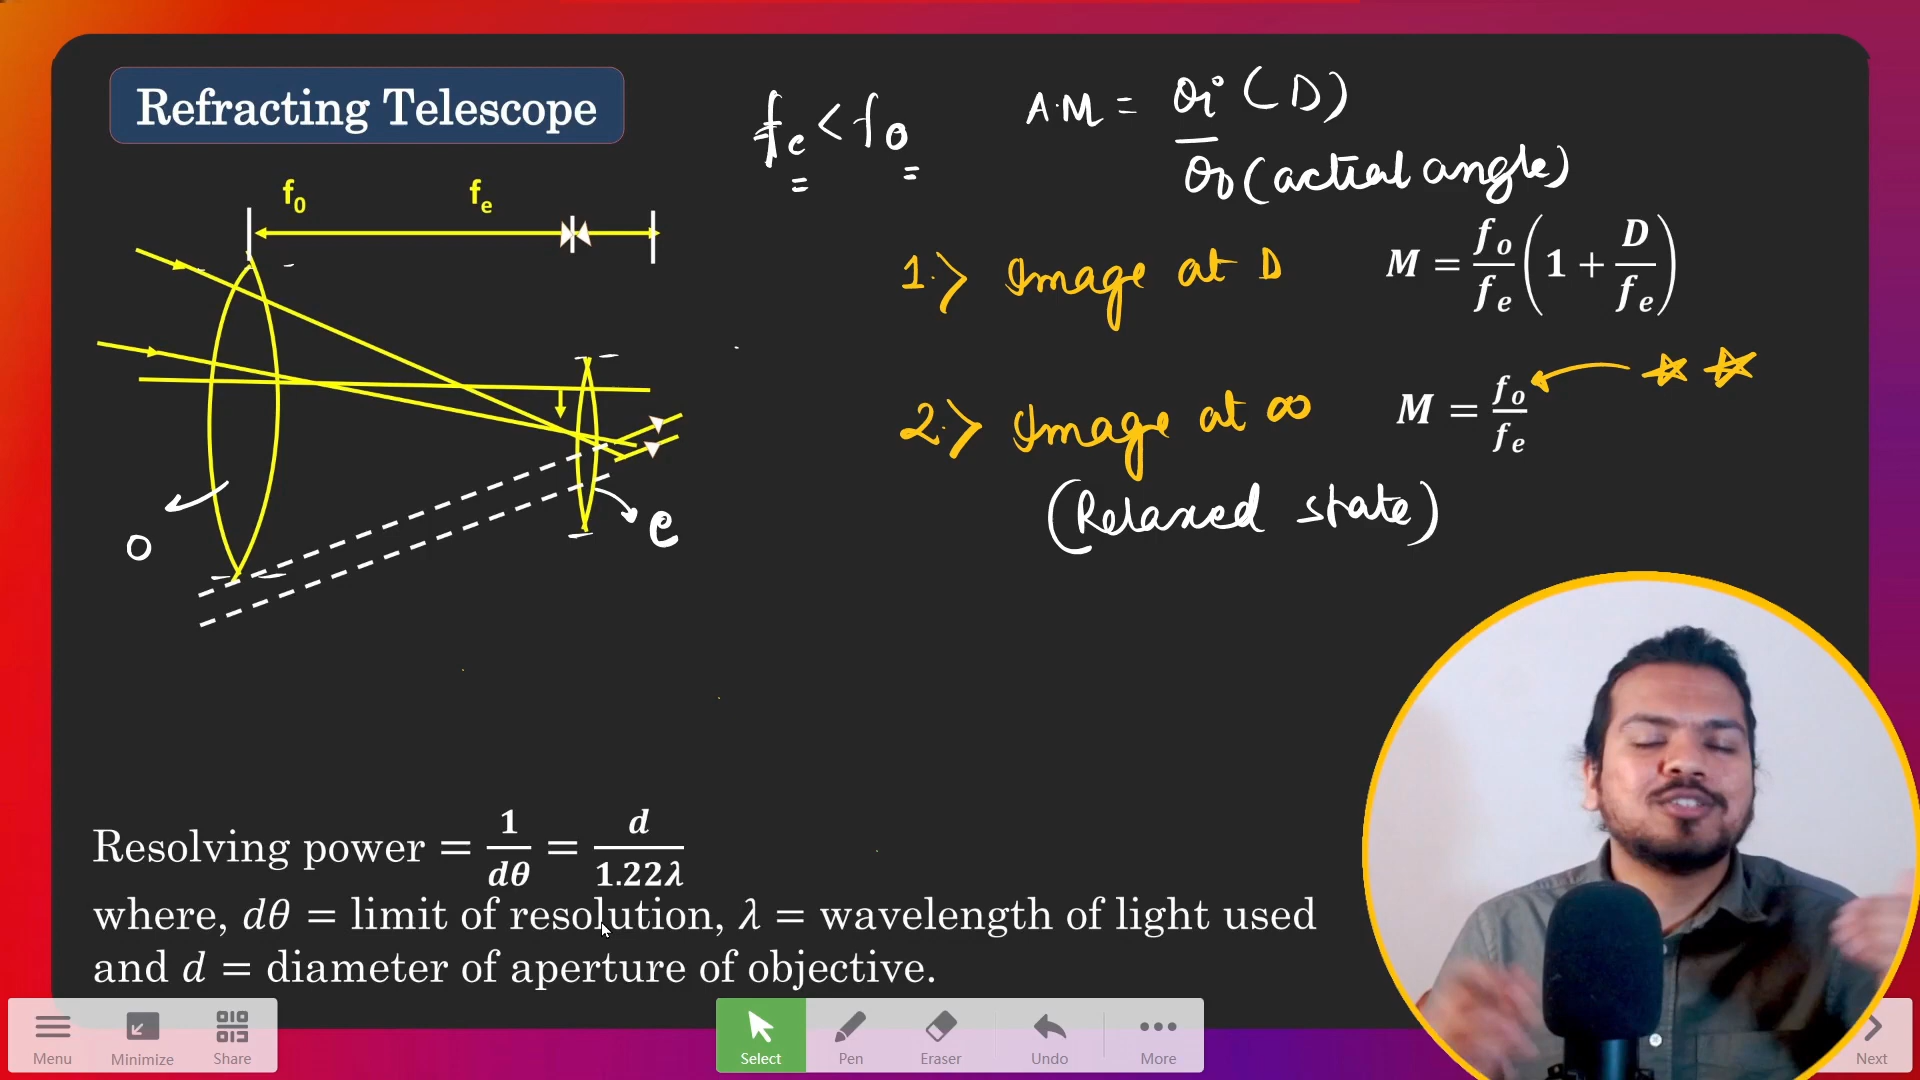 Refracting Telescope
fe < fo
A.M = θi (D) / θo (actial angle)
f0 fe
1.> Image at D M = fo/fe (1 + D/fe)
2.> Image at ∞ M = fo/fe
(Relaxed state)
O
e
Resolving power = 1/dθ = d/1.22λ
where, dθ = limit of resolution, λ = wavelength of light used
and d = diameter of aperture of objective.
Menu Minimize Share Select Pen Eraser Undo More Next